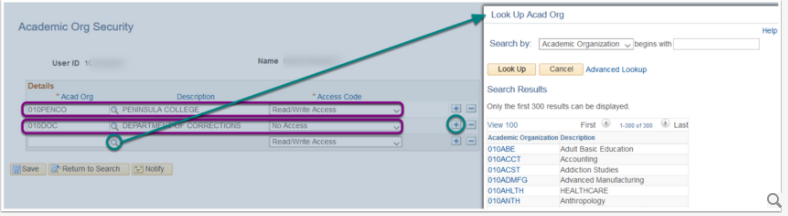 Academic Org Security
User ID
Name
Details
* Acad Org Description * Access Code
010PENCO PENINSULA COLLEGE Read/Write Access
010DOC DEPARTMENT OF CORRECTIONS No Access
Read/Write Access
Save Return to Search Notify
Look Up Acad Org
Help
Search by: Academic Organization begins with
Look Up Cancel Advanced Lookup
Search Results
Only the first 300 results can be displayed.
View 100 First 1-300 of 300 Last
Academic Organization Description
010ABE Adult Basic Education
010ACCT Accounting
010ACST Addiction Studies
010ADMFG Advanced Manufacturing
010AHLTH HEALTHCARE
010ANTH Anthropology